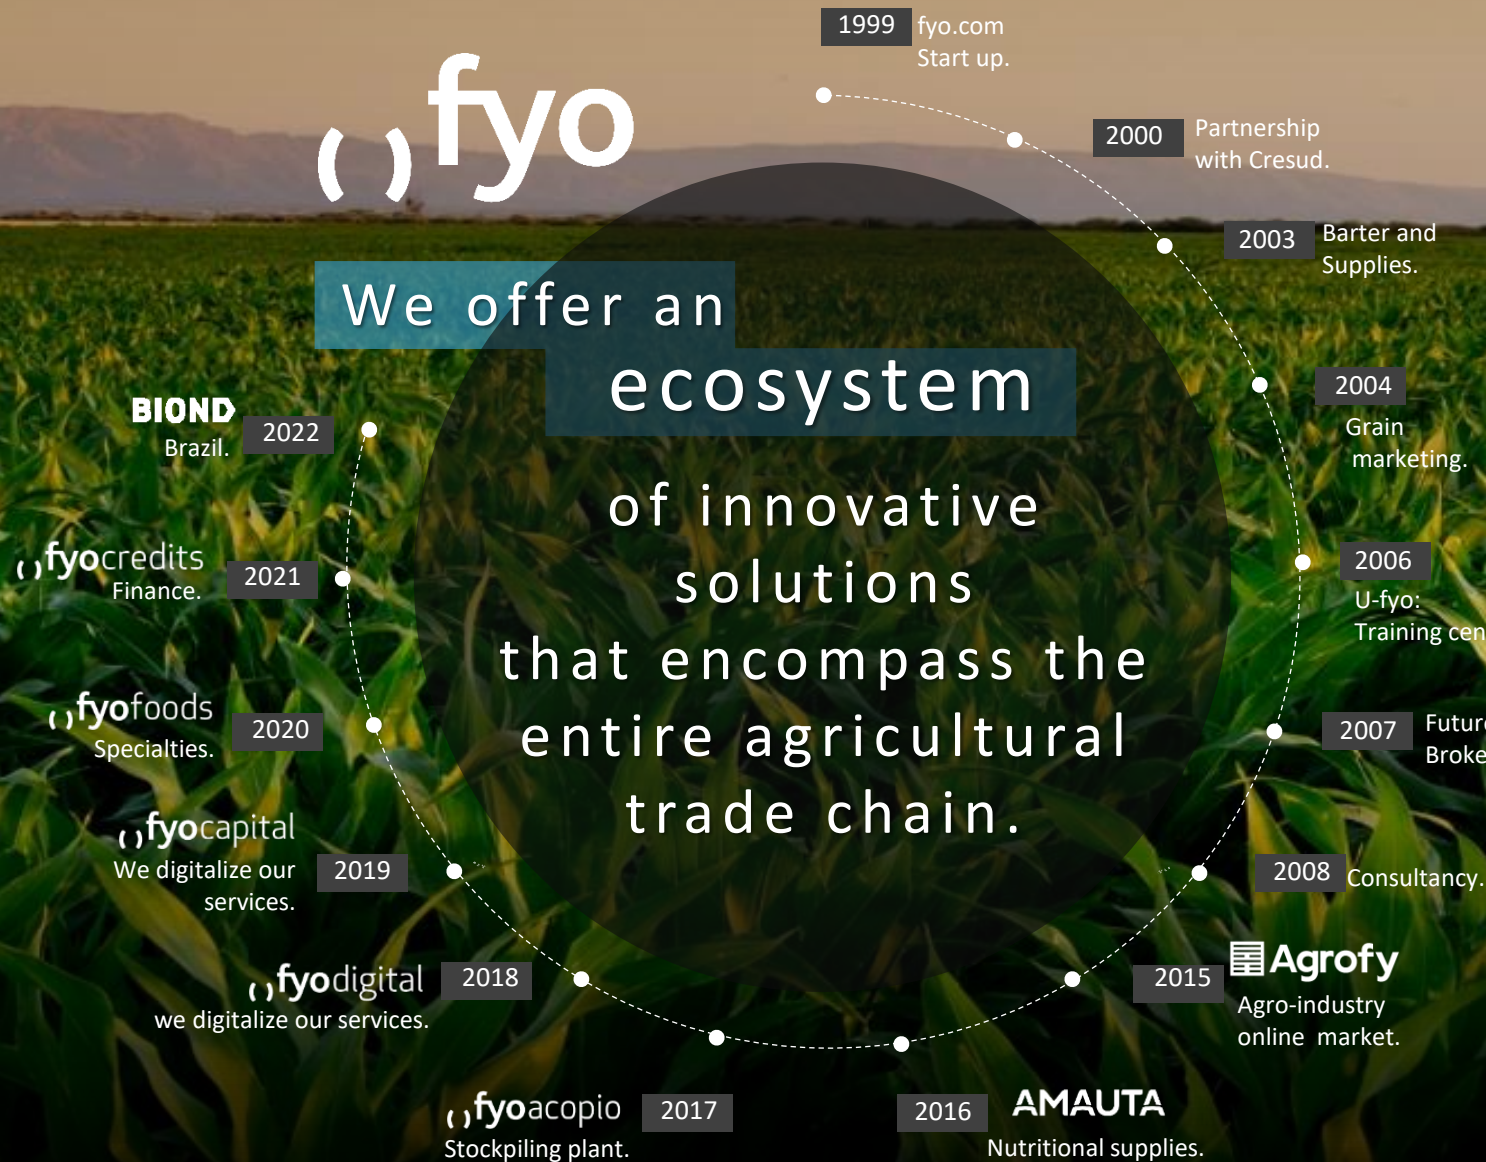 fyo
We offer an
ecosystem
of innovative
solutions
that encompass the
entire agricultural
trade chain.
1999
fyo.com
Start up.
2000
Partnership
with Cresud.
2003
Barter and
Supplies.
2004
Grain
marketing.
2006
U-fyo:
Training
2007
2008
Consultancy.
2015
Agrofy
Agro-industry
online market.
2016
AMAUTA
Nutritional supplies.
2017
fyoacopio
Stockpiling plant.
2018
fyodigital
we digitalize our services.
2019
fyocapital
We digitalize our
services.
2020
fyofoods
Specialties.
2021
fyocredits
Finance.
2022
BIOND
Brazil.